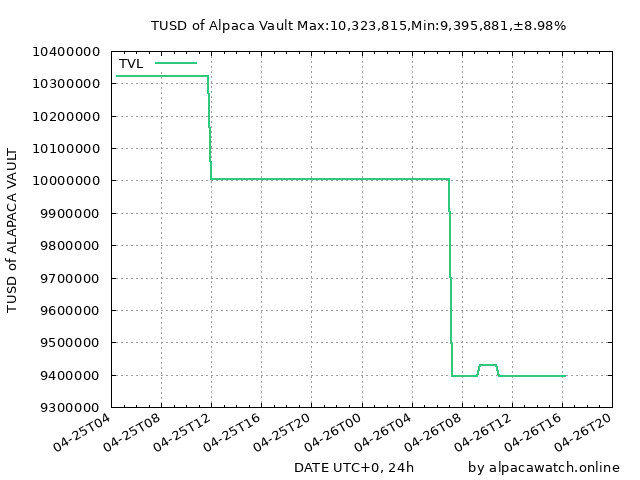 TUSD of Alpaca Vault Max:10,323,815,Min:9,395,881,±8.98%
TVL
10400000
10300000
10200000
10100000
10000000
9900000
9800000
9700000
9600000
9500000
9400000
9300000
TUSD of ALAPACA VAULT
04-25T04
04-25T08
04-25T12
04-25T16
04-25T20
04-26T00
04-26T04
04-26T08
04-26T12
04-26T16
04-26T20
DATE UTC+0, 24h
by alpacawatch.online